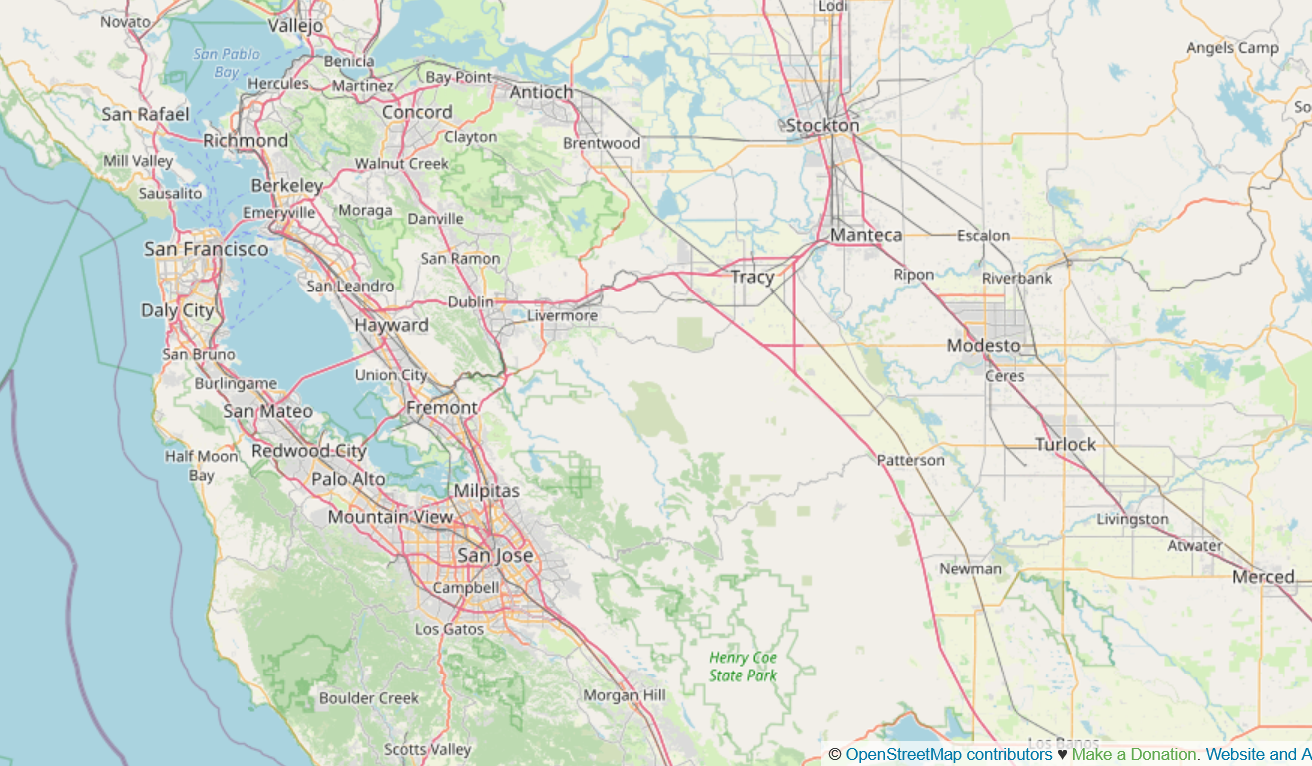 Lodi
Novato
Vallejo
Angels Camp
San Pablo
Bay
Benicia
Bay Point
Hercules
Martinez
Antioch
San Rafael
Concord
So
Stockton
Richmond
Clayton
Brentwood
Mill Valley
Walnut Creek
Berkeley
Sausalito
Emeryville
Moraga
Danville
Manteca
Escalon
San Francisco
San Ramon
Tracy
Ripon
Riverbank
San Leandro
Dublin
Daly City
Livermore
Hayward
Modesto
San Bruno
Union City
Ceres
Burlingame
San Mateo
Fremont
Turlock
Redwood City
Half Moon
Bay
Patterson
Palo Alto
Milpitas
Mountain View
Livingston
San Jose
Atwater
Newman
Merced
Campbell
Los Gatos
Henry Coe
State Park
Boulder Creek
Morgan Hill
Los Banos
Scotts Valley
© OpenStreetMap contributors ♥ Make a Donation. Website and A